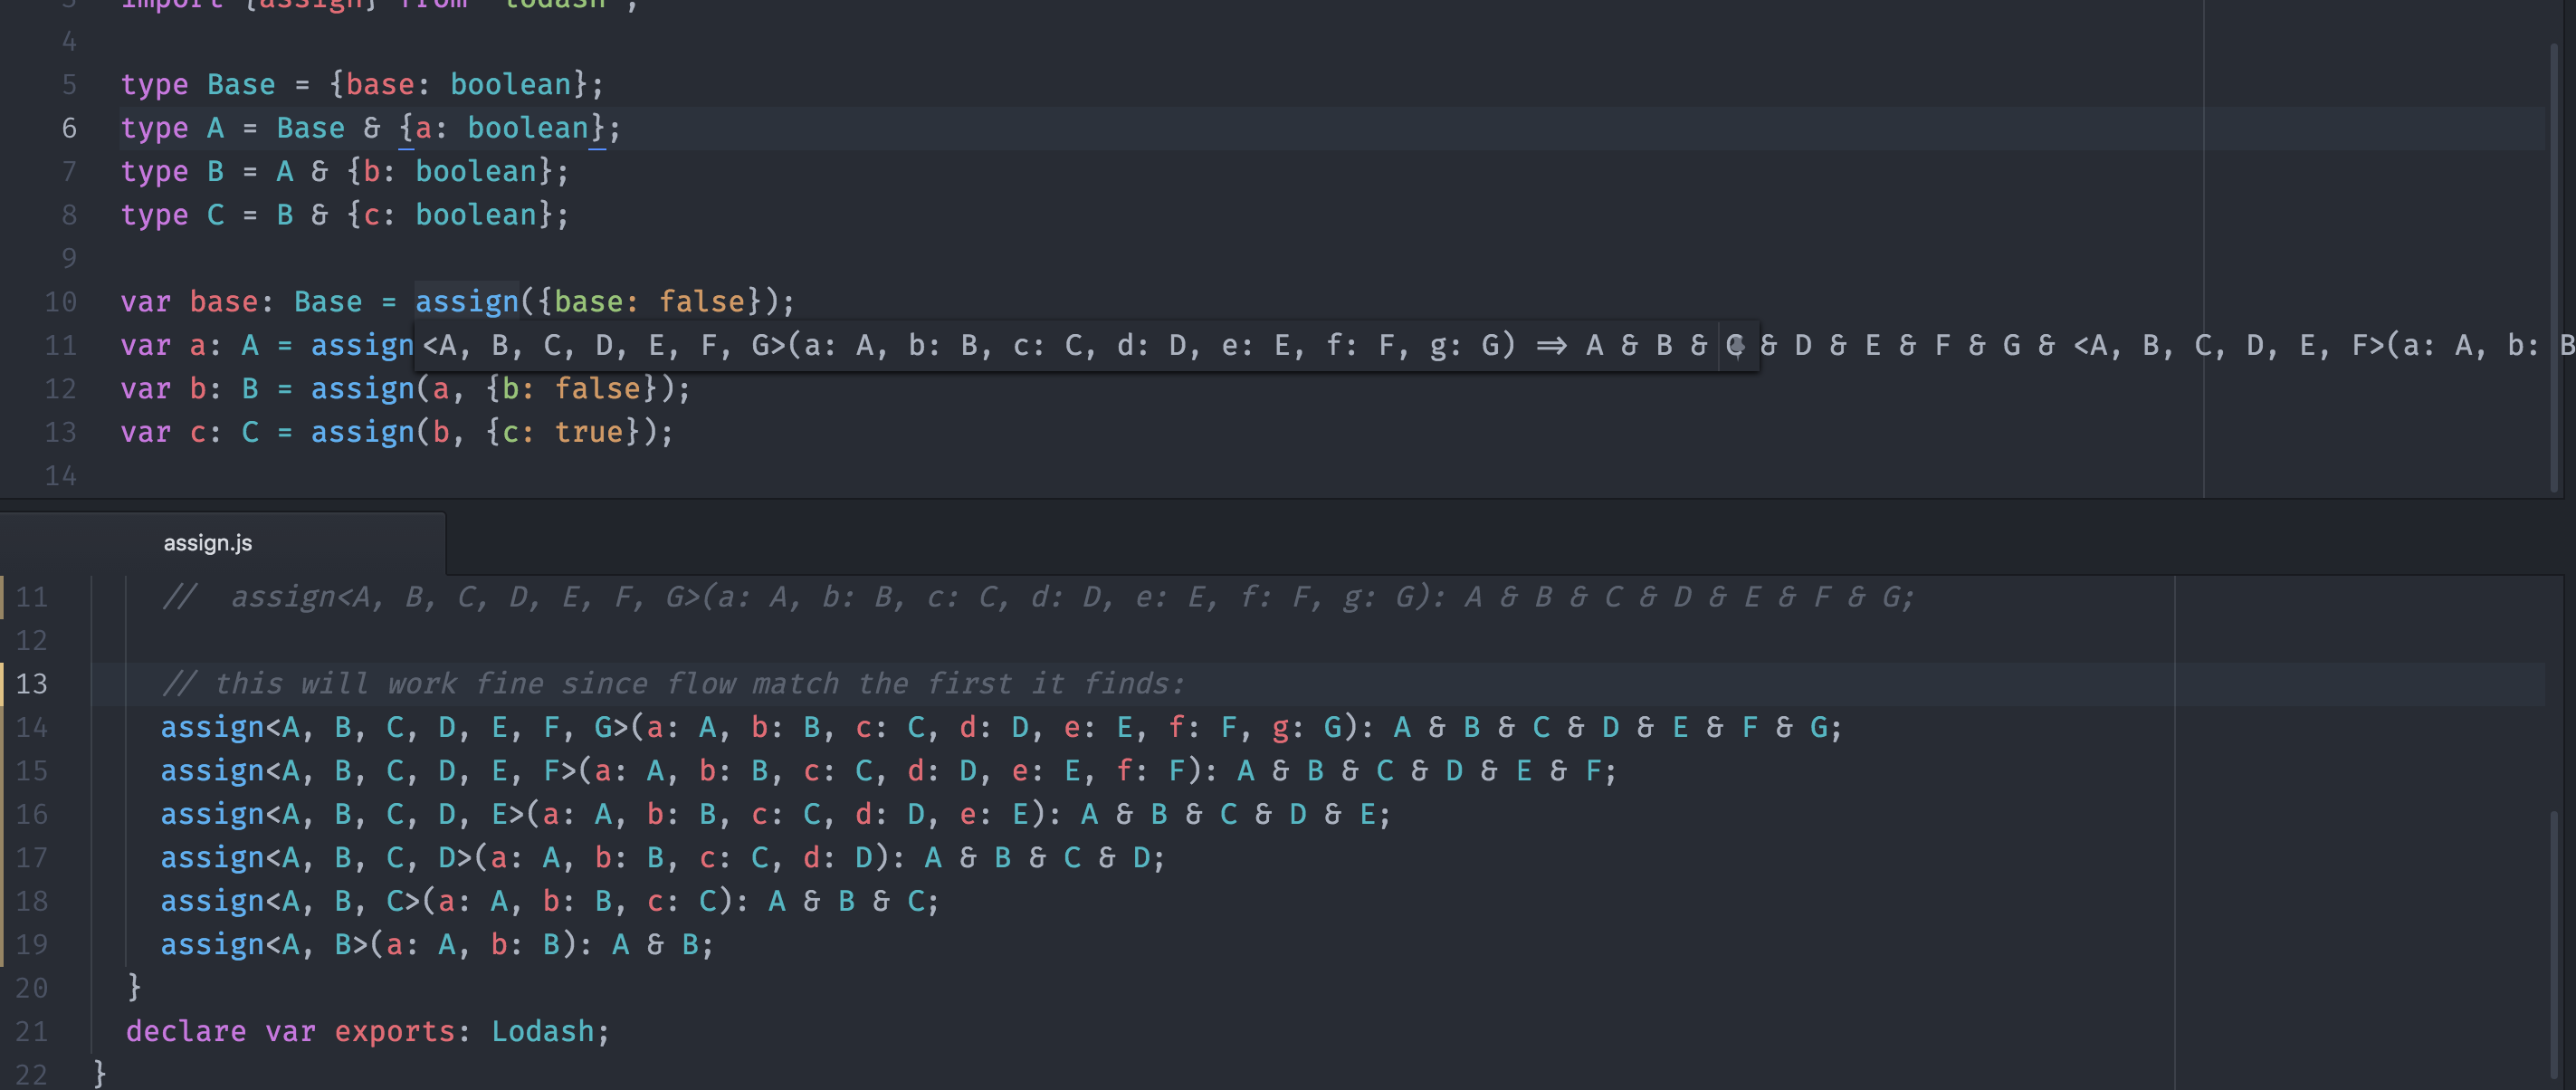 3 import {assign} from 'lodash';
4
5 type Base = {base: boolean};
6 type A = Base & {a: boolean};
7 type B = A & {b: boolean};
8 type C = B & {c: boolean};
9
10 var base: Base = assign({base: false});
11 var a: A = assign <A, B, C, D, E, F, G>(a: A, b: B, c: C, d: D, e: E, f: F, g: G) => A & B & C & D & E & F & G & <A, B, C, D, E, F>(a: A, b: B
12 var b: B = assign(a, {b: false});
13 var c: C = assign(b, {c: true});
14
assign.js
11 //  assign<A, B, C, D, E, F, G>(a: A, b: B, c: C, d: D, e: E, f: F, g: G): A & B & C & D & E & F & G;
12
13 // this will work fine since flow match the first it finds:
14 assign<A, B, C, D, E, F, G>(a: A, b: B, c: C, d: D, e: E, f: F, g: G): A & B & C & D & E & F & G;
15 assign<A, B, C, D, E, F>(a: A, b: B, c: C, d: D, e: E, f: F): A & B & C & D & E & F;
16 assign<A, B, C, D, E>(a: A, b: B, c: C, d: D, e: E): A & B & C & D & E;
17 assign<A, B, C, D>(a: A, b: B, c: C, d: D): A & B & C & D;
18 assign<A, B, C>(a: A, b: B, c: C): A & B & C;
19 assign<A, B>(a: A, b: B): A & B;
20 }
21 declare var exports: Lodash;
22 }